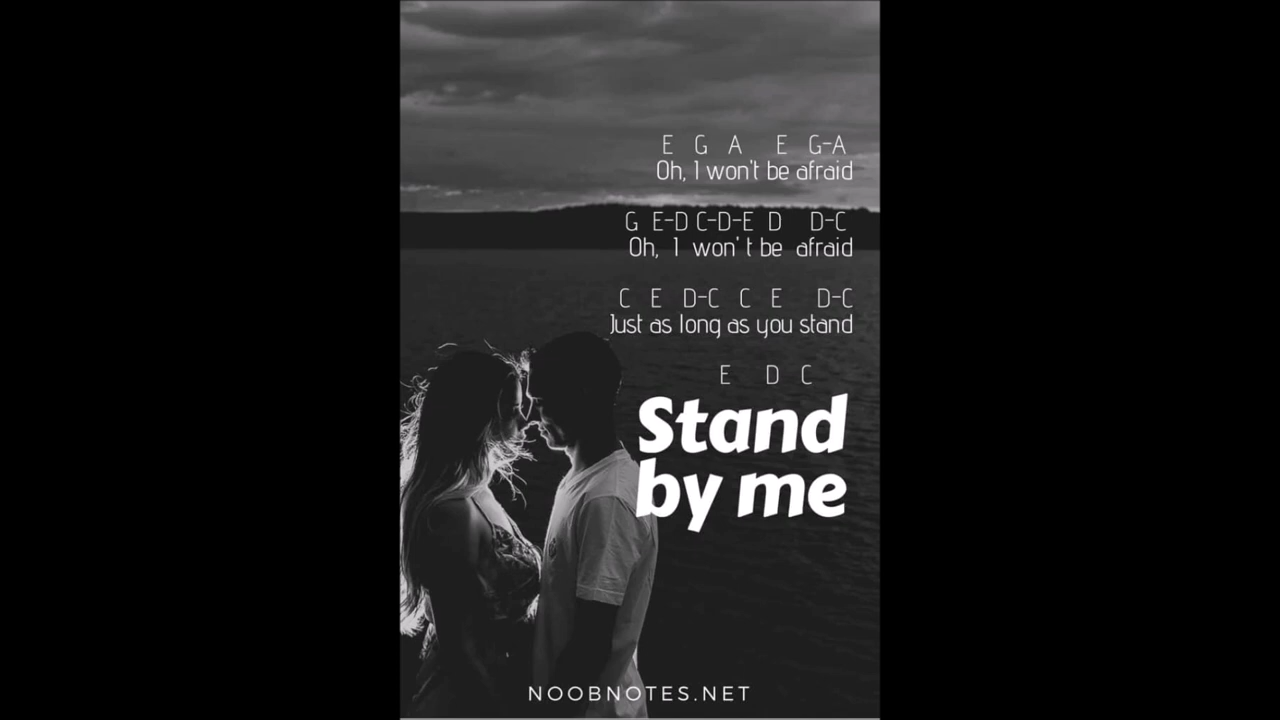 E G A E G-A
Oh, I won't be afraid
G E-D C-D-E D D-C
Oh, I won't be afraid
C E D-C C E D-C
Just as long as you stand
E D C
Stand
by me
NOOBNOTES.NET